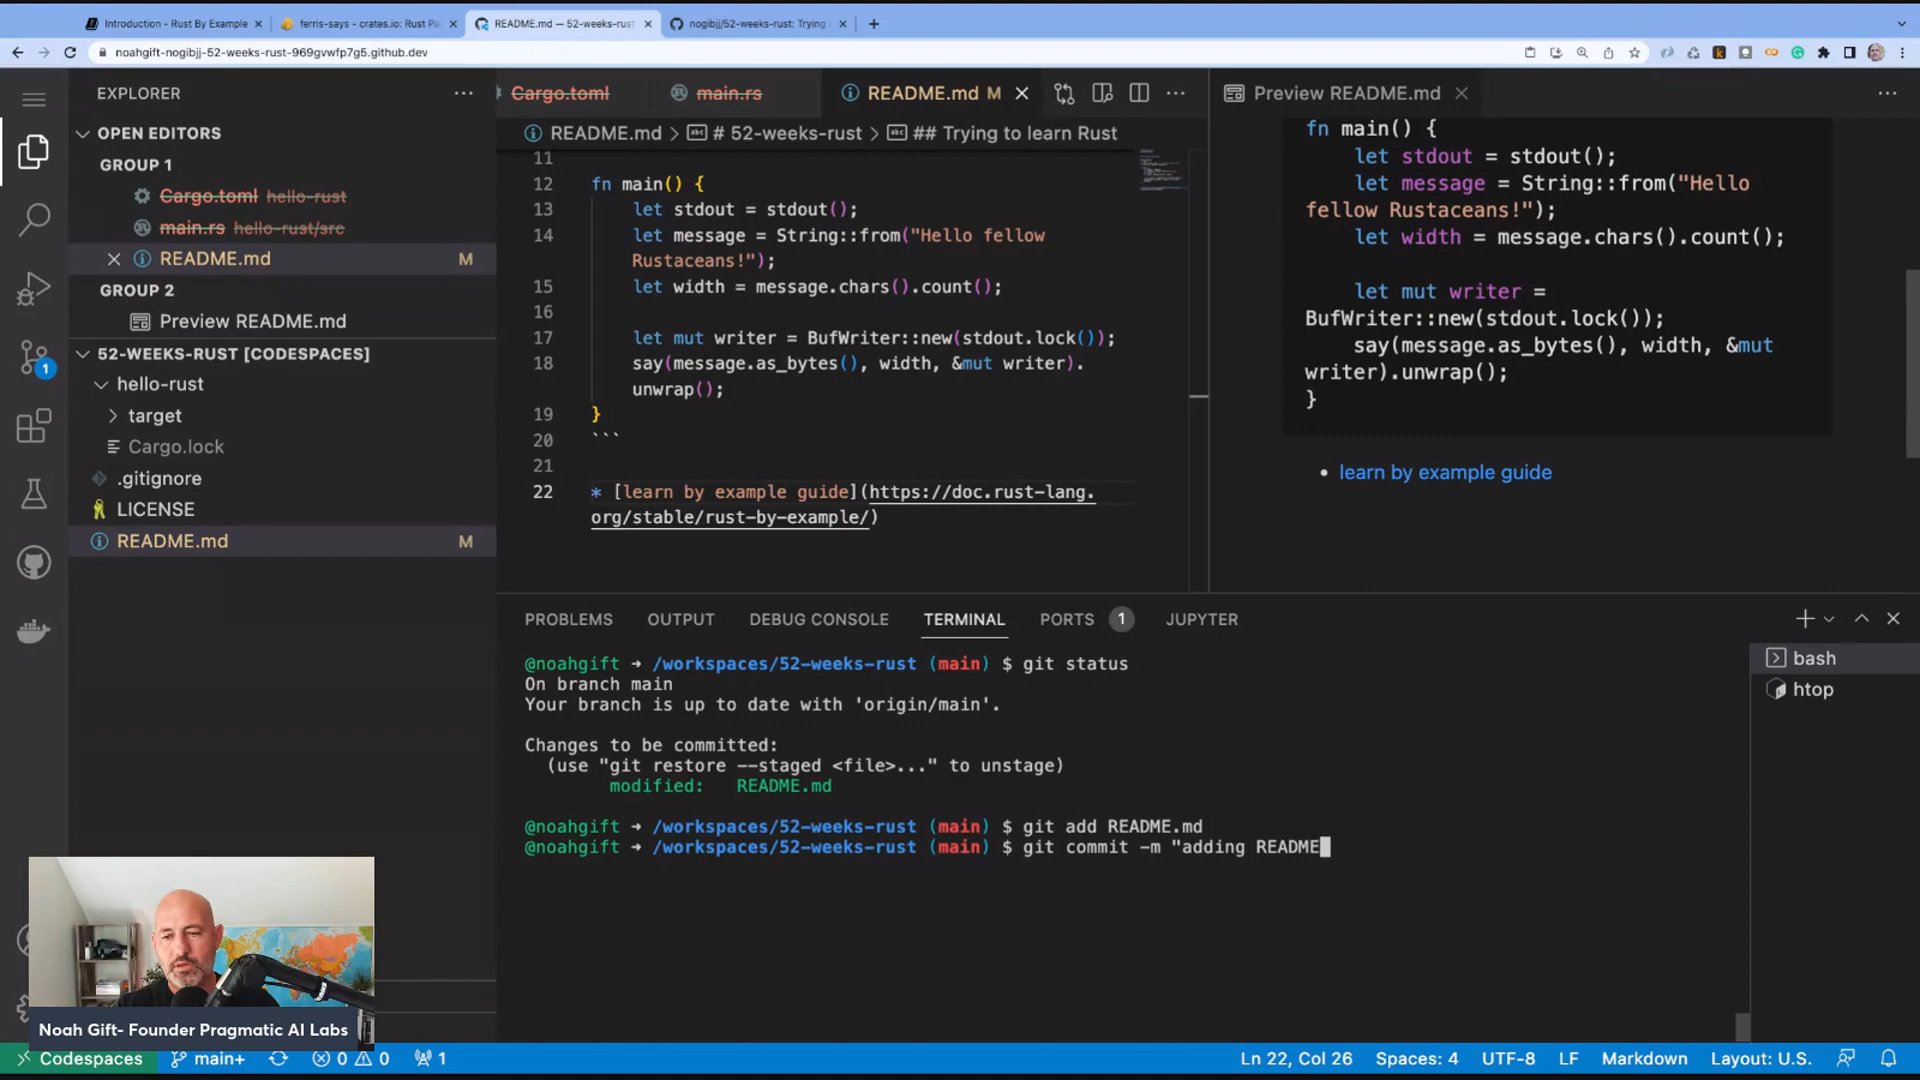 Introduction - Rust By Example
ferris-says - crates.io: Rust Pa
README.md — 52-weeks-rust
nogibjj/52-weeks-rust: Trying
noahgift-nogibjj-52-weeks-rust-969gvwfp7g5.github.dev
EXPLORER
OPEN EDITORS
GROUP 1
Cargo.toml hello-rust
main.rs hello-rust/src
README.md M
GROUP 2
Preview README.md
52-WEEKS-RUST [CODESPACES]
hello-rust
target
Cargo.lock
.gitignore
LICENSE
README.md M
1
Cargo.toml
main.rs
README.md M
README.md > # 52-weeks-rust > ## Trying to learn Rust
11
12 fn main() {
13 let stdout = stdout();
14 let message = String::from("Hello fellow
Rustaceans!");
15 let width = message.chars().count();
16
17 let mut writer = BufWriter::new(stdout.lock());
18 say(message.as_bytes(), width, &mut writer).
unwrap();
19 }
20 ```
21
22 * [learn by example guide](https://doc.rust-lang.
org/stable/rust-by-example/)
Preview README.md
fn main() {
let stdout = stdout();
let message = String::from("Hello
fellow Rustaceans!");
let width = message.chars().count();
let mut writer =
BufWriter::new(stdout.lock());
say(message.as_bytes(), width, &mut
writer).unwrap();
}
• learn by example guide
PROBLEMS OUTPUT DEBUG CONSOLE TERMINAL PORTS 1 JUPYTER
@noahgift ➜ /workspaces/52-weeks-rust (main) $ git status
On branch main
Your branch is up to date with 'origin/main'.
Changes to be committed:
(use "git restore --staged <file>..." to unstage)
modified: README.md
@noahgift ➜ /workspaces/52-weeks-rust (main) $ git add README.md
@noahgift ➜ /workspaces/52-weeks-rust (main) $ git commit -m "adding README
bash
htop
Noah Gift- Founder Pragmatic AI Labs
Codespaces main+ 0 0 1 Ln 22, Col 26 Spaces: 4 UTF-8 LF Markdown Layout: U.S.